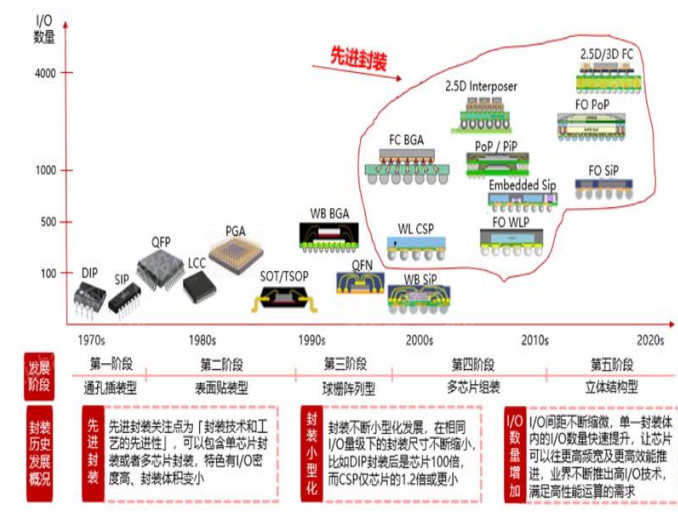 I/O
数量
先进封装
4000
2.5D/3D FC
2.5D Interposer
FO PoP
FC BGA
PoP / PiP
1000
Embedded Sip
FO SiP
WB BGA
500
PGA
WL CSP
FO WLP
QFP
LCC
100
DIP
SIP
SOT/TSOP
QFN
WB SiP
1970s
1980s
1990s
2000s
2010s
2020s
发展
阶段
第一阶段
第二阶段
第三阶段
第四阶段
第五阶段
通孔插装型
表面贴装型
球栅阵列型
多芯片组装
立体结构型
封装
历史
发展
概况
先进封装
先进封装关注点为「封装技术和工
艺的先进性」,可以包含单芯片封
装或者多芯片封装,特色有I/O密
度高、封装体积变小
封装小型化
封装不断小型化发展,在相同
I/O量级下的封装尺寸不断缩小,
比如DIP封装后是芯片100倍,
而CSP仅芯片的1.2倍或更小
I/O数量增加
I/O间距不断缩微,单一封装体
内的I/O数量快速提升,让芯片
可以往更高频宽及更高效能推
进,业界不断推出高I/O技术,
满足高性能运算的需求